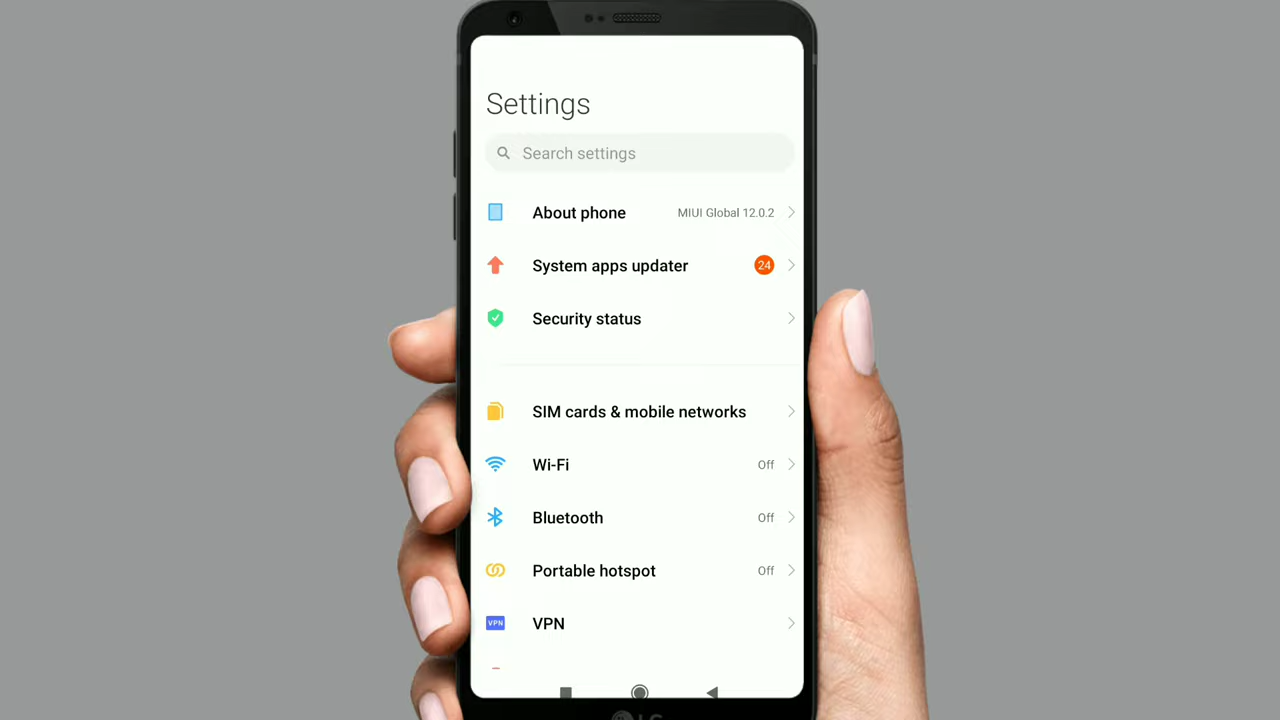 Settings
Search settings
About phone MIUI Global 12.0.2
System apps updater 24
Security status
SIM cards & mobile networks
Wi-Fi Off
Bluetooth Off
Portable hotspot Off
VPN VPN
LG